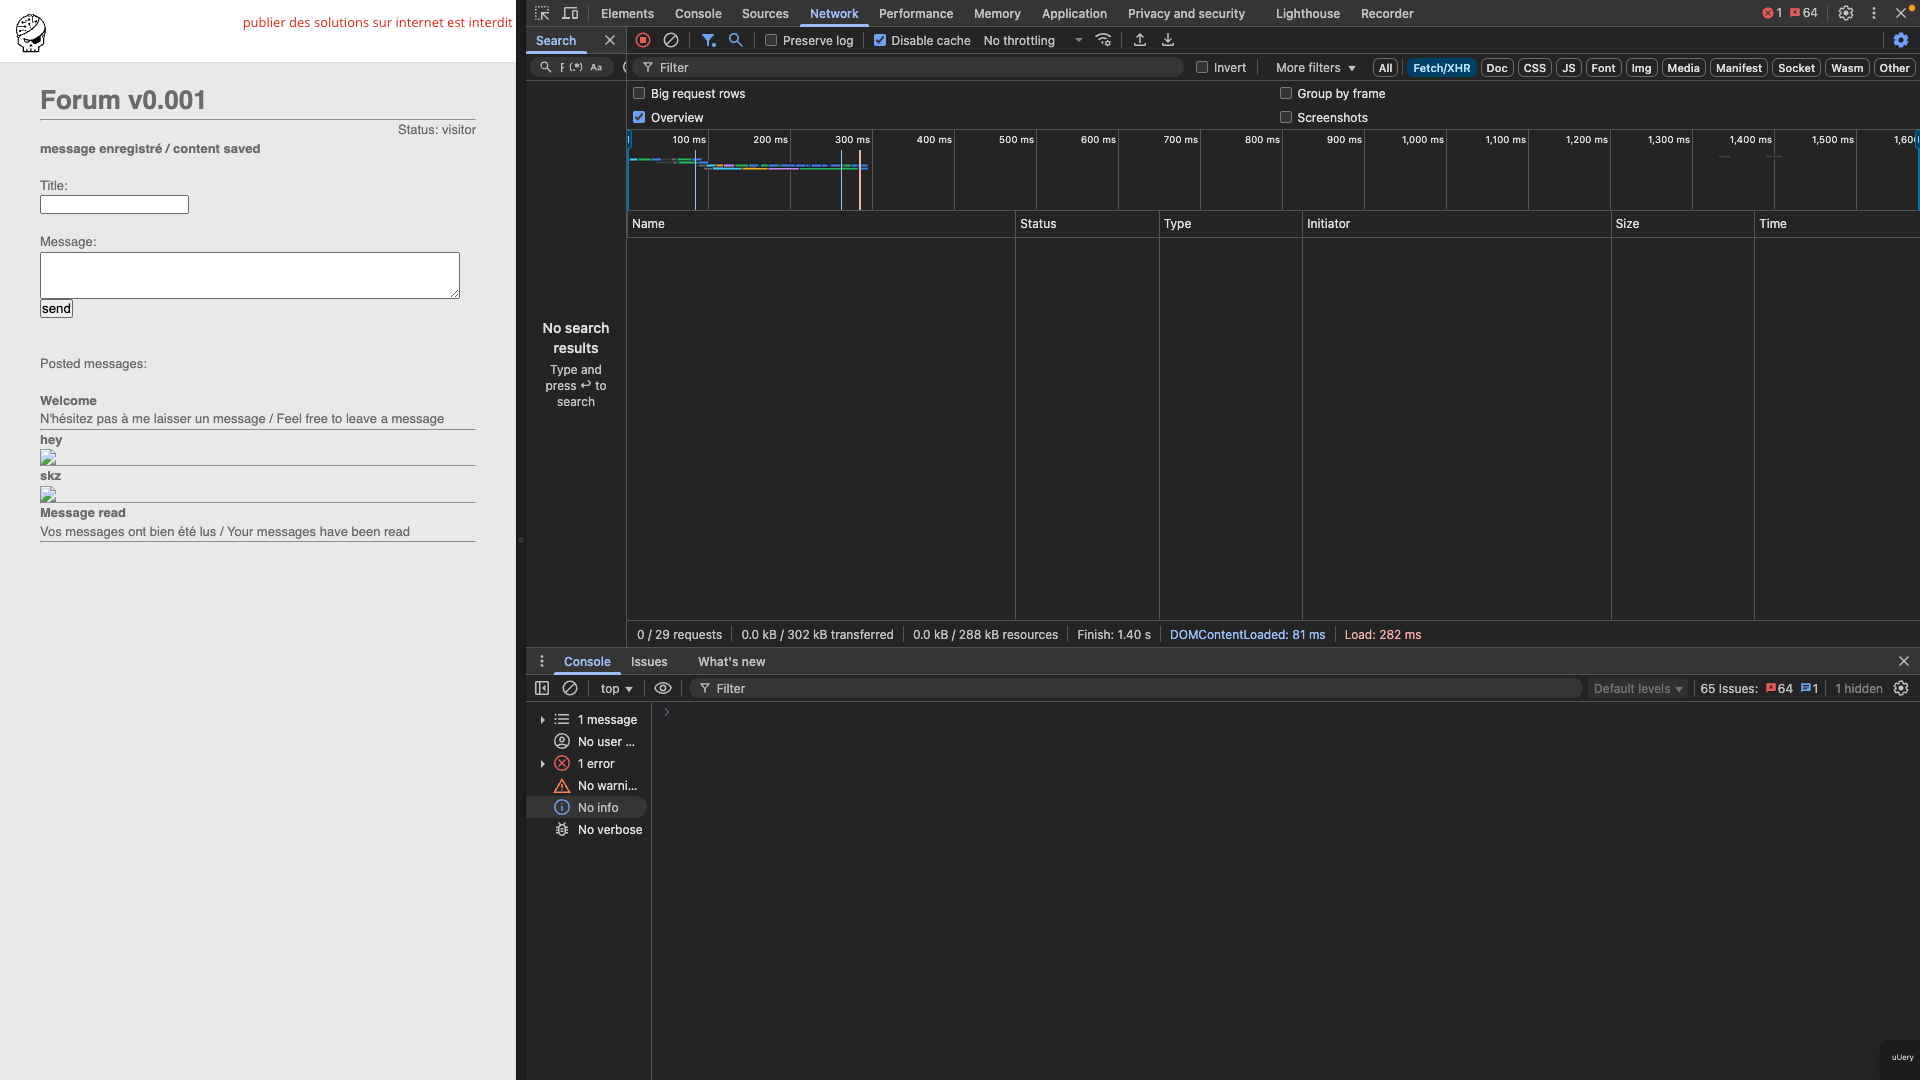 publier des solutions sur internet est interdit
Forum v0.001
Status: visitor
message enregistré / content saved
Title:
Message:
send
Posted messages:
Welcome
N'hésitez pas à me laisser un message / Feel free to leave a message
hey
skz
Message read
Vos messages ont bien été lus / Your messages have been read
Elements Console Sources Network Performance Memory Application Privacy and security Lighthouse Recorder 1 64
Search
Preserve log Disable cache No throttling
(.*) Aa
Filter Invert More filters All Fetch/XHR Doc CSS JS Font Img Media Manifest Socket Wasm Other
Big request rows Group by frame
Overview Screenshots
100 ms 200 ms 300 ms 400 ms 500 ms 600 ms 700 ms 800 ms 900 ms 1,000 ms 1,100 ms 1,200 ms 1,300 ms 1,400 ms 1,500 ms 1,600
Name Status Type Initiator Size Time
No search
results
Type and
press ↩ to
search
0 / 29 requests 0.0 kB / 302 kB transferred 0.0 kB / 288 kB resources Finish: 1.40 s DOMContentLoaded: 81 ms Load: 282 ms
Console Issues What's new
top Filter Default levels 65 Issues: 64 1 1 hidden
1 message
No user ...
1 error
No warni...
No info
No verbose
uUery